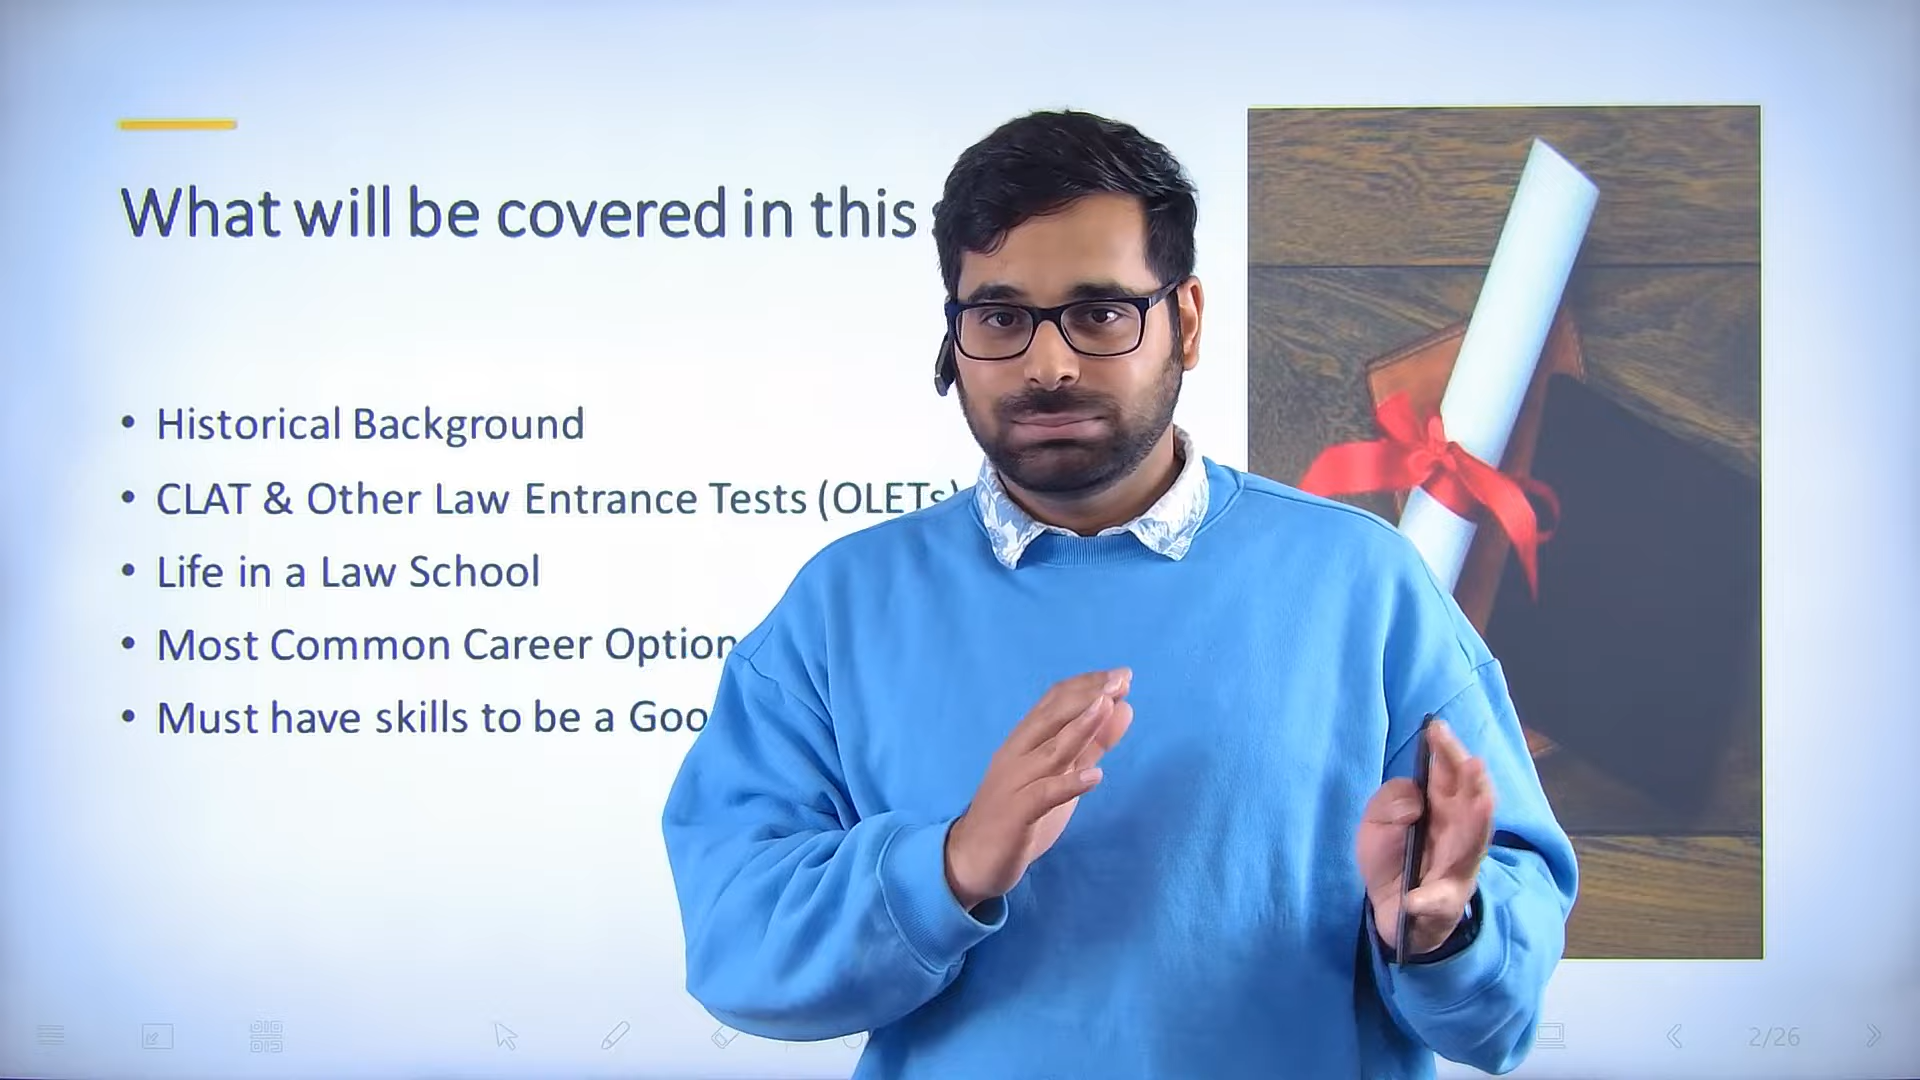 What will be covered in this
• Historical Background
• CLAT & Other Law Entrance Tests (OLETs)
• Life in a Law School
• Most Common Career Option
• Must have skills to be a Goo
2/26